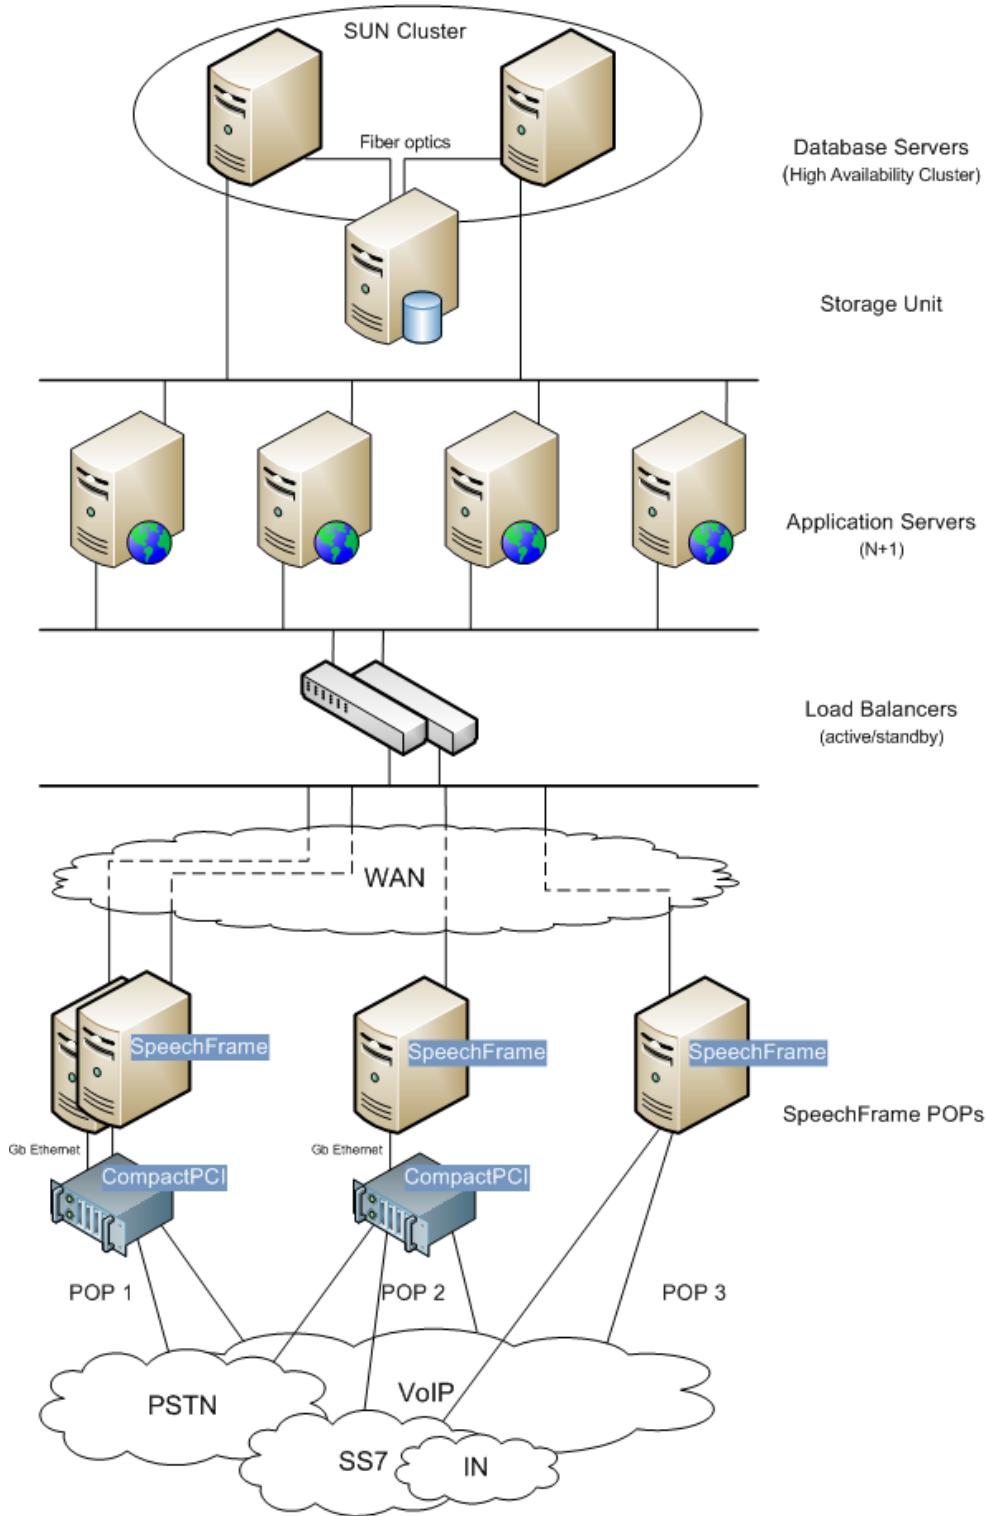 SUN Cluster
Fiber optics
Database Servers
(High Availability Cluster)
Storage Unit
Application Servers
(N+1)
Load Balancers
(active/standby)
WAN
SpeechFrame
SpeechFrame
SpeechFrame
SpeechFrame POPs
Gb Ethernet
Gb Ethernet
CompactPCI
CompactPCI
POP 1
POP 2
POP 3
PSTN
VoIP
SS7
IN